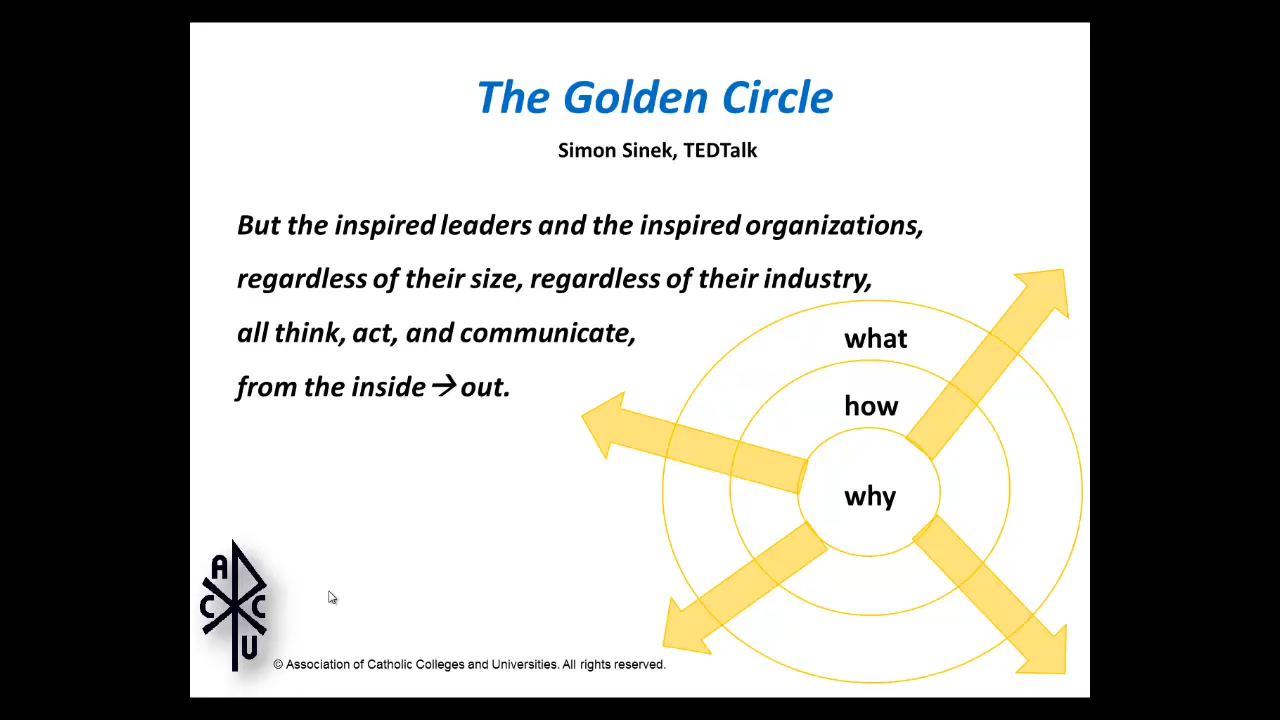 The Golden Circle
Simon Sinek, TEDTalk
But the inspired leaders and the inspired organizations,
regardless of their size, regardless of their industry,
all think, act, and communicate,
from the inside → out.
what
how
why
A
C C
U
© Association of Catholic Colleges and Universities. All rights reserved.